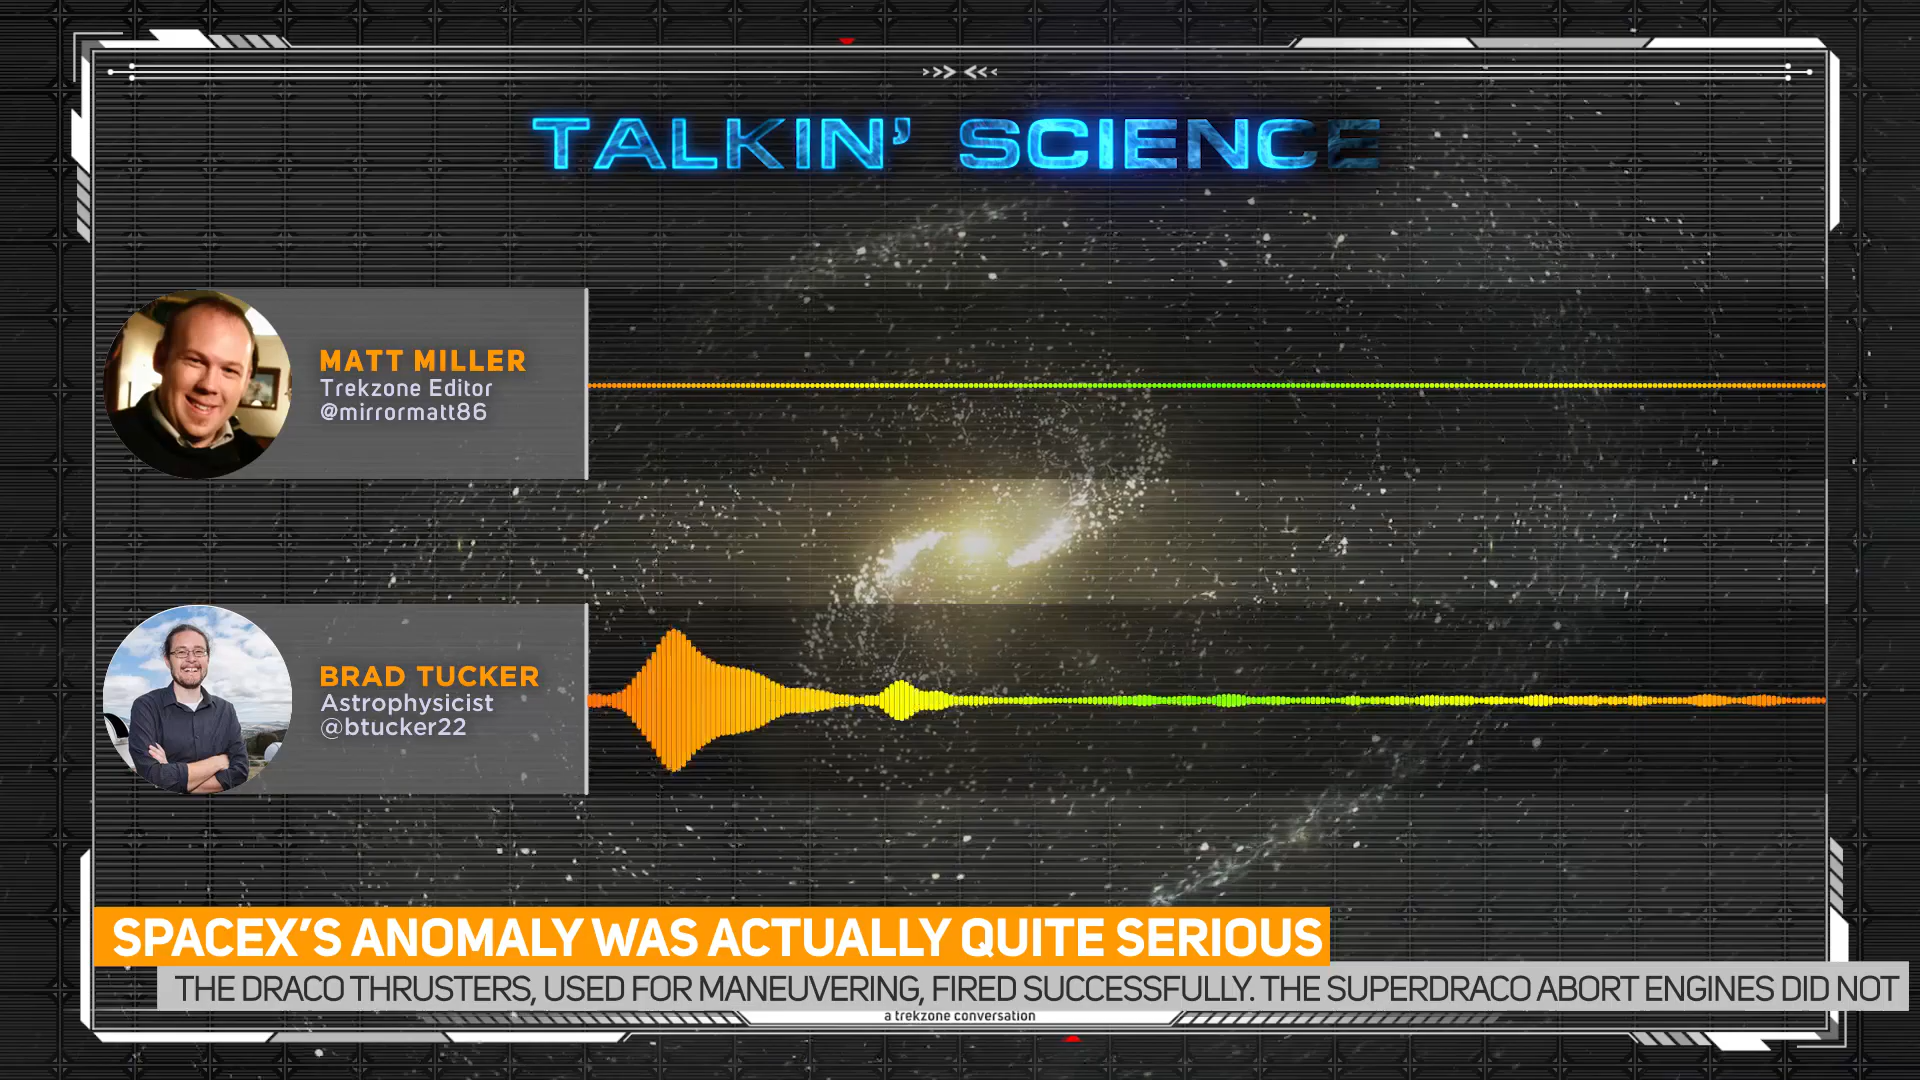 TALKIN' SCIENCE
MATT MILLER
Trekzone Editor
@mirrormatt86
BRAD TUCKER
Astrophysicist
@btucker22
SPACEX'S ANOMALY WAS ACTUALLY QUITE SERIOUS
THE DRACO THRUSTERS, USED FOR MANEUVERING, FIRED SUCCESSFULLY. THE SUPERDRACO ABORT ENGINES DID NOT
a trekzone conversation